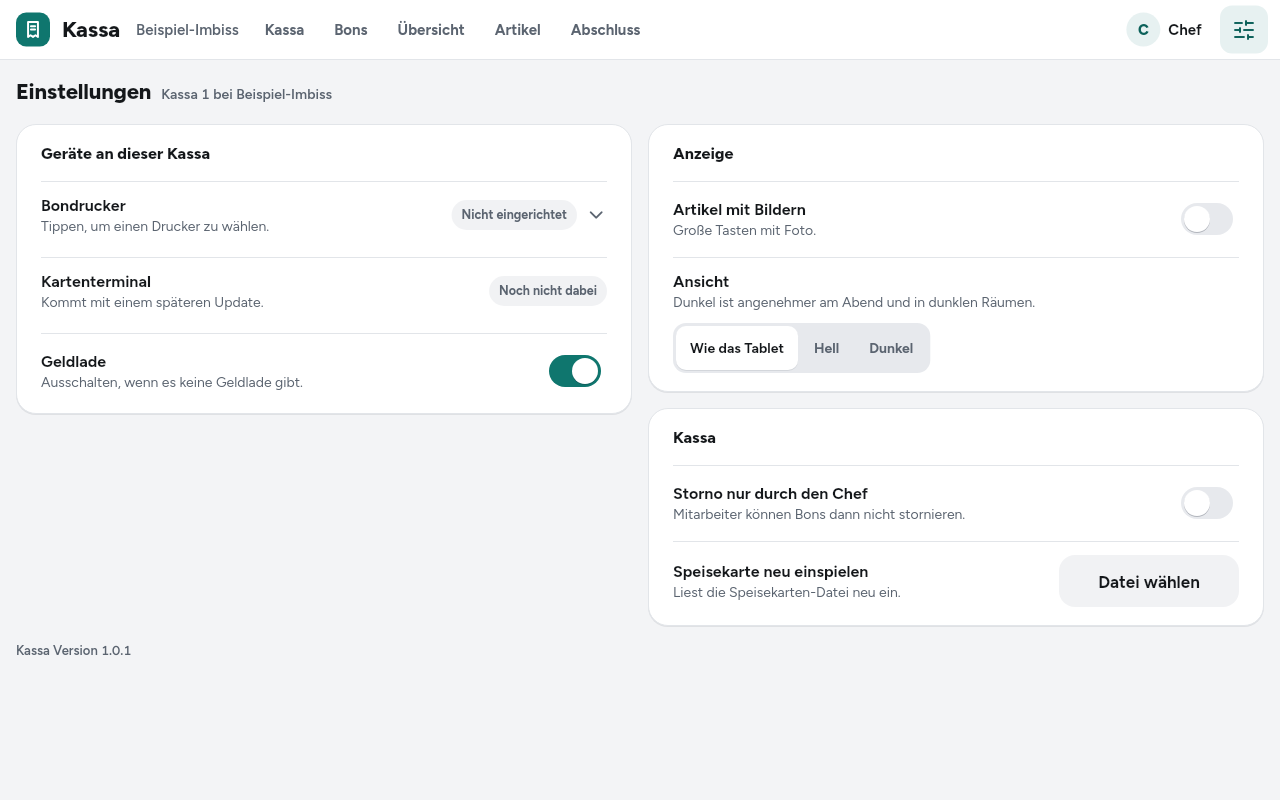 Kassa Beispiel-Imbiss Kassa Bons Übersicht Artikel Abschluss C Chef
Einstellungen Kassa 1 bei Beispiel-Imbiss
Geräte an dieser Kassa
Bondrucker
Tippen, um einen Drucker zu wählen.
Nicht eingerichtet
Kartenterminal
Kommt mit einem späteren Update.
Noch nicht dabei
Geldlade
Ausschalten, wenn es keine Geldlade gibt.
Anzeige
Artikel mit Bildern
Große Tasten mit Foto.
Ansicht
Dunkel ist angenehmer am Abend und in dunklen Räumen.
Wie das Tablet Hell Dunkel
Kassa
Storno nur durch den Chef
Mitarbeiter können Bons dann nicht stornieren.
Speisekarte neu einspielen
Liest die Speisekarten-Datei neu ein.
Datei wählen
Kassa Version 1.0.1